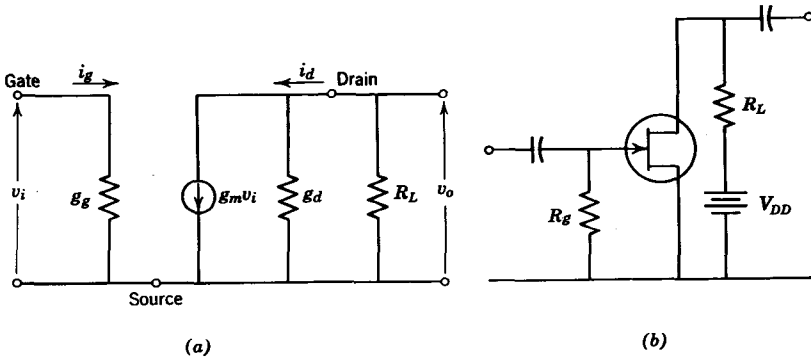 Gate
i_g
i_d
Drain
v_i
g_g
g_m v_i
g_d
R_L
v_o
Source
(a)
R_g
R_L
V_DD
(b)